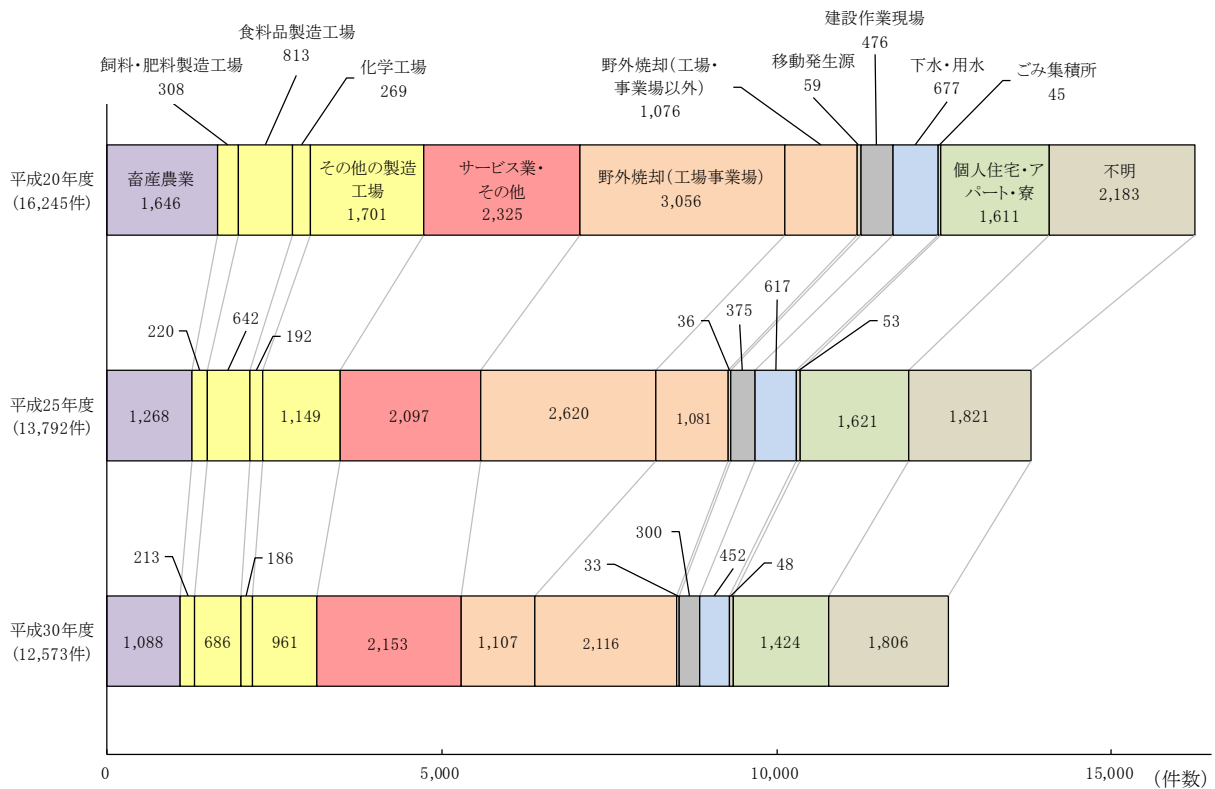 建設作業現場
476
食料品製造工場
813
飼料・肥料製造工場
308
化学工場
269
野外焼却(工場・
事業場以外)
1,076
移動発生源
59
下水・用水
677
ごみ集積所
45
平成20年度
(16,245件)
畜産農業
1,646
その他の製造
工場
1,701
サービス業・
その他
2,325
野外焼却(工場事業場)
3,056
個人住宅・ア
パート・寮
1,611
不明
2,183
220
642
192
36
375
617
53
平成25年度
(13,792件)
1,268
1,149
2,097
2,620
1,081
1,621
1,821
213
186
33
300
452
48
平成30年度
(12,573件)
1,088
686
961
2,153
1,107
2,116
1,424
1,806
0
5,000
10,000
15,000
(件数)